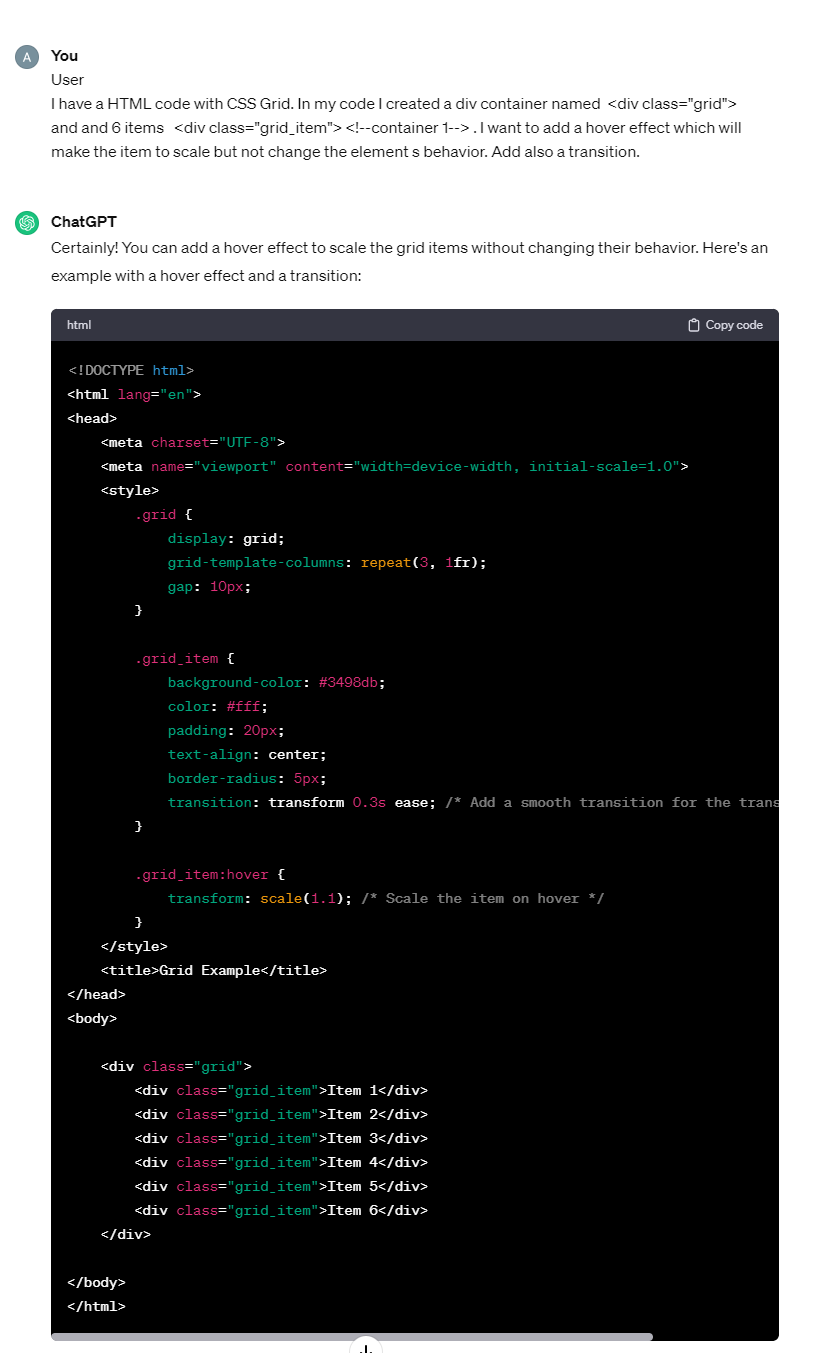 A
You
User
I have a HTML code with CSS Grid. In my code I created a div container named  <div class="grid">
and and 6 items  <div class="grid_item"> <!--container 1--> . I want to add a hover effect which will
make the item to scale but not change the element s behavior. Add also a transition.
ChatGPT
Certainly! You can add a hover effect to scale the grid items without changing their behavior. Here's an
example with a hover effect and a transition:
html Copy code
<!DOCTYPE html>
<html lang="en">
<head>
    <meta charset="UTF-8">
    <meta name="viewport" content="width=device-width, initial-scale=1.0">
    <style>
        .grid {
            display: grid;
            grid-template-columns: repeat(3, 1fr);
            gap: 10px;
        }
        .grid_item {
            background-color: #3498db;
            color: #fff;
            padding: 20px;
            text-align: center;
            border-radius: 5px;
            transition: transform 0.3s ease; /* Add a smooth transition for the trans
        }
        .grid_item:hover {
            transform: scale(1.1); /* Scale the item on hover */
        }
    </style>
    <title>Grid Example</title>
</head>
<body>
    <div class="grid">
        <div class="grid_item">Item 1</div>
        <div class="grid_item">Item 2</div>
        <div class="grid_item">Item 3</div>
        <div class="grid_item">Item 4</div>
        <div class="grid_item">Item 5</div>
        <div class="grid_item">Item 6</div>
    </div>
</body>
</html>